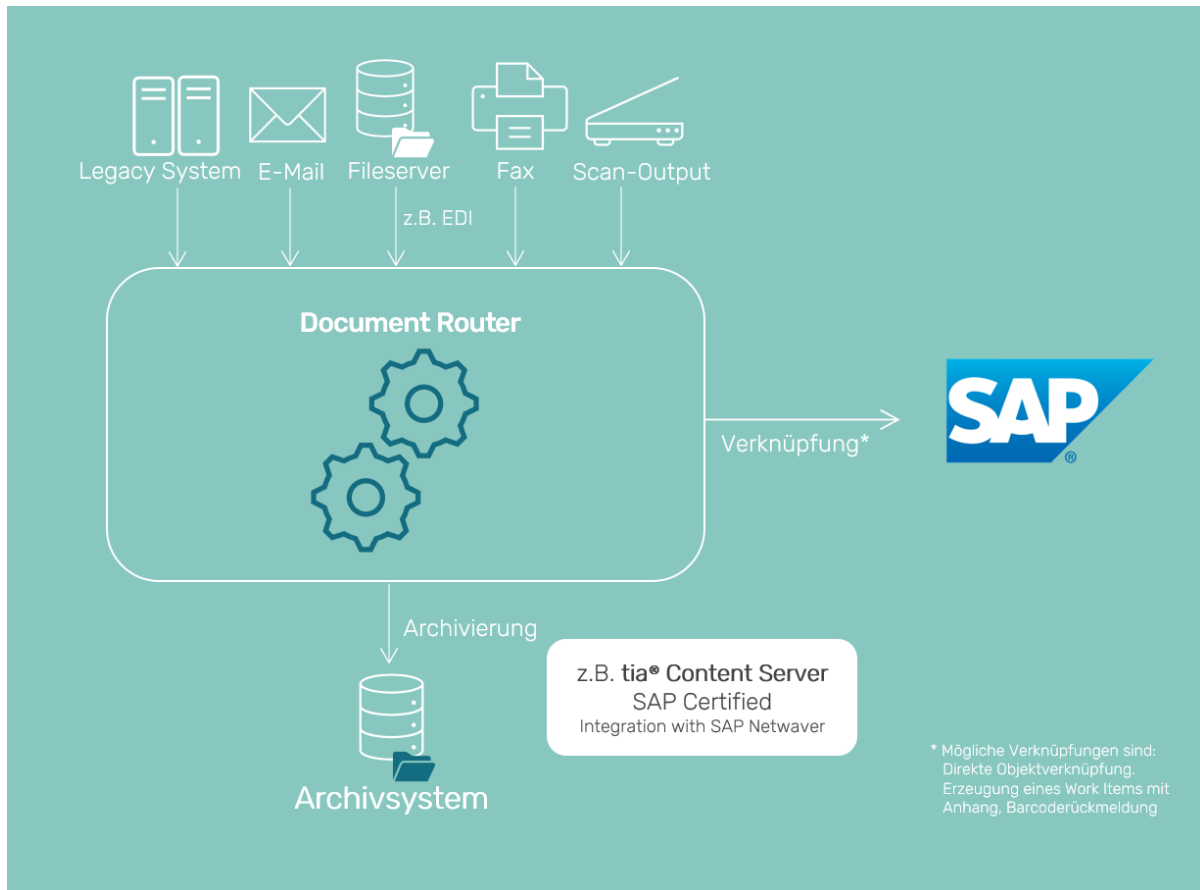 Legacy System
E-Mail
Fileserver
Fax
Scan-Output
z.B. EDI
Document Router
SAP
®
Verknüpfung*
Archivierung
z.B. tia® Content Server
SAP Certified
Integration with SAP Netwaver
Archivsystem
* Mögliche Verknüpfungen sind:
Direkte Objektverknüpfung.
Erzeugung eines Work Items mit
Anhang, Barcoderückmeldung